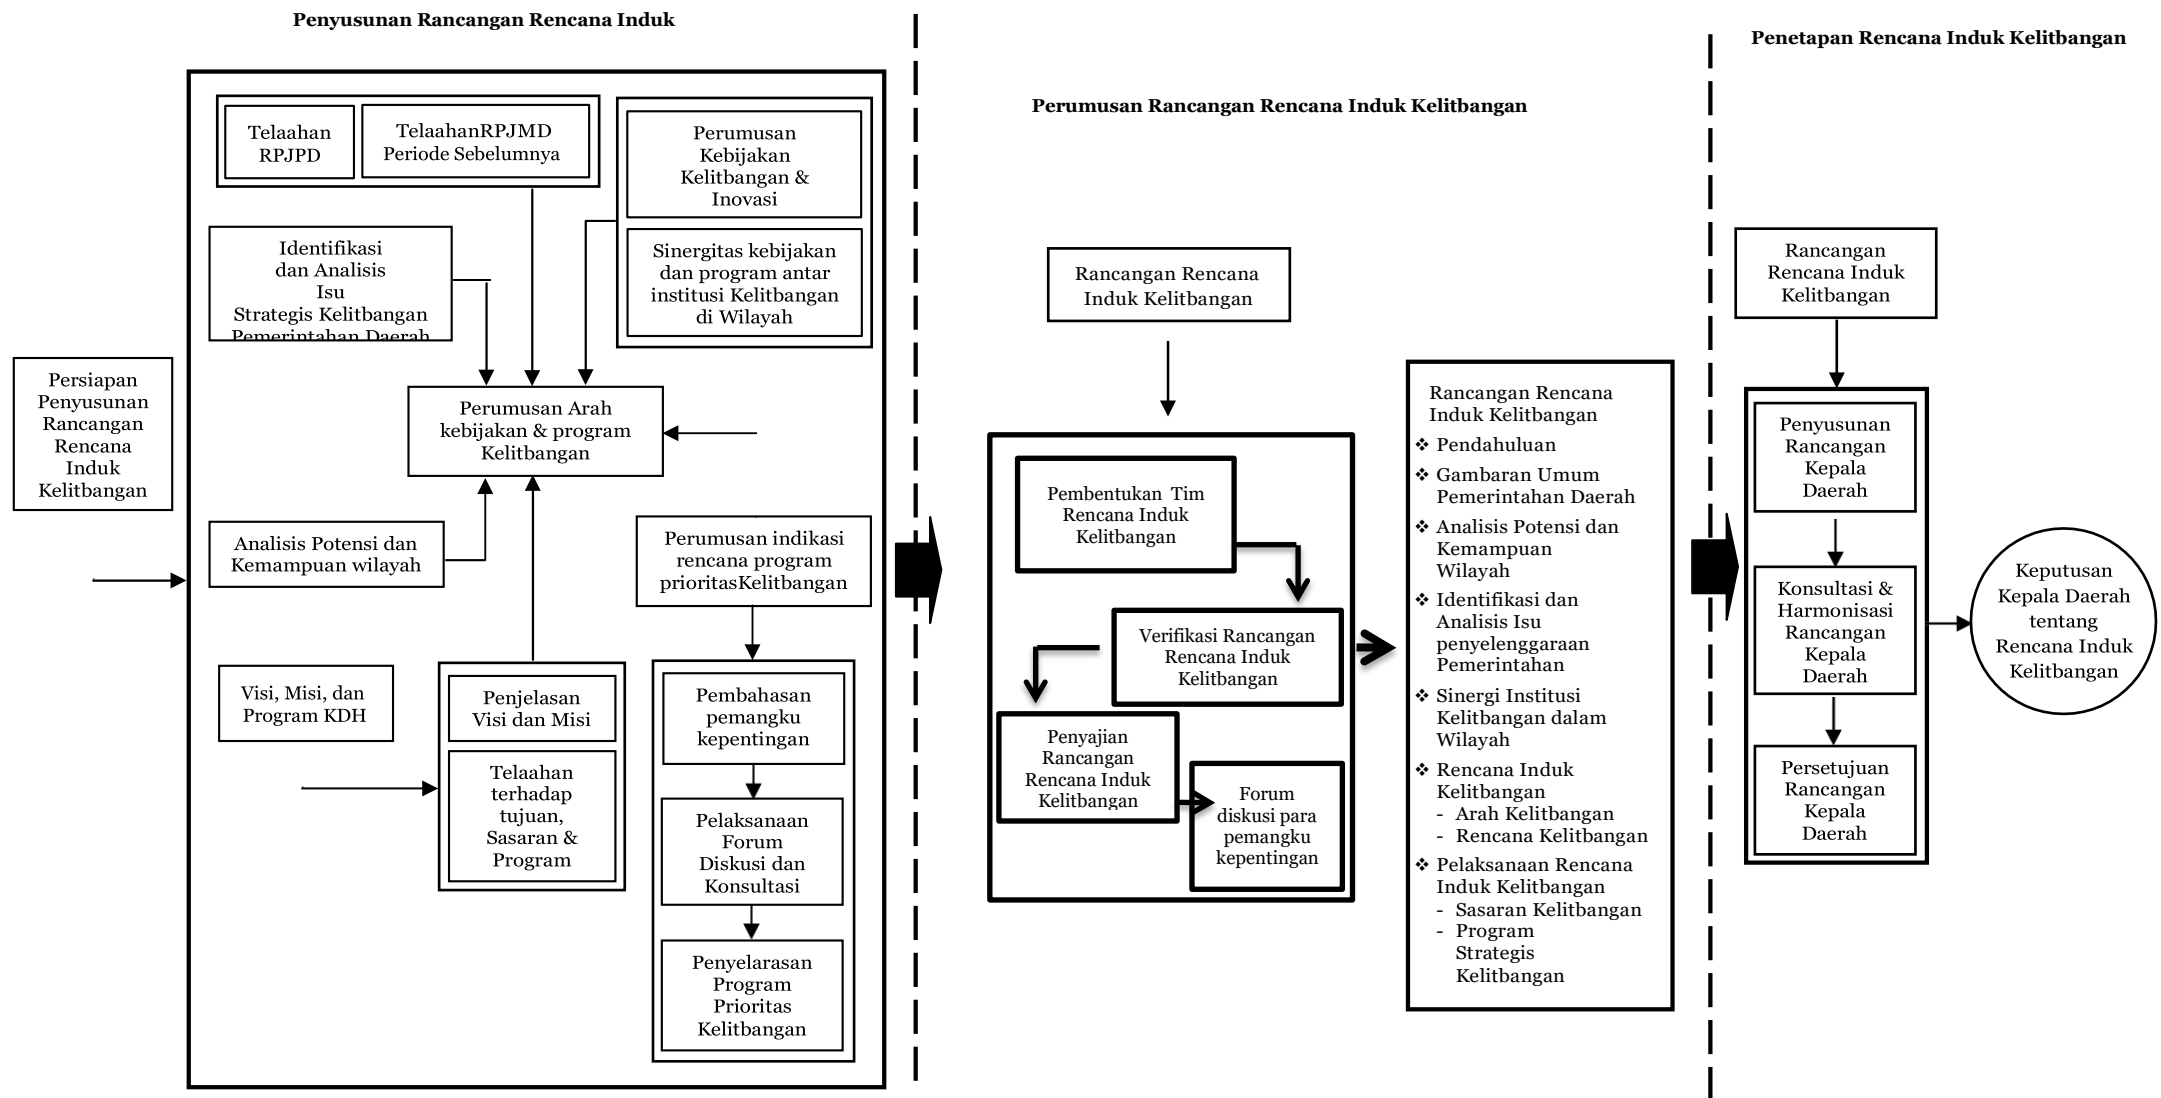 Penyusunan Rancangan Rencana Induk
Telaahan
RPJPD
TelaahanRPJMD
Periode Sebelumnya
Perumusan
Kebijakan
Kelitbangan &
Inovasi
Identifikasi
dan Analisis
Isu
Strategis Kelitbangan
Pemerintahan Daerah
Sinergitas kebijakan
dan program antar
institusi Kelitbangan
di Wilayah
Persiapan
Penyusunan
Rancangan
Rencana
Induk
Kelitbangan
Perumusan Arah
kebijakan & program
Kelitbangan
Analisis Potensi dan
Kemampuan wilayah
Perumusan indikasi
rencana program
prioritasKelitbangan
Visi, Misi, dan
Program KDH
Penjelasan
Visi dan Misi
Telaahan
terhadap
tujuan,
Sasaran &
Program
Pembahasan
pemangku
kepentingan
Pelaksanaan
Forum
Diskusi dan
Konsultasi
Penyelarasan
Program
Prioritas
Kelitbangan
Perumusan Rancangan Rencana Induk Kelitbangan
Rancangan Rencana
Induk Kelitbangan
Pembentukan Tim
Rencana Induk
Kelitbangan
Verifikasi Rancangan
Rencana Induk
Kelitbangan
Penyajian
Rancangan
Rencana Induk
Kelitbangan
Forum
diskusi para
pemangku
kepentingan
Rancangan Rencana
Induk Kelitbangan
❖ Pendahuluan
❖ Gambaran Umum
Pemerintahan Daerah
❖ Analisis Potensi dan
Kemampuan
Wilayah
❖ Identifikasi dan
Analisis Isu
penyelenggaraan
Pemerintahan
❖ Sinergi Institusi
Kelitbangan dalam
Wilayah
❖ Rencana Induk
Kelitbangan
- Arah Kelitbangan
- Rencana Kelitbangan
❖ Pelaksanaan Rencana
Induk Kelitbangan
- Sasaran Kelitbangan
- Program
Strategis
Kelitbangan
Penetapan Rencana Induk Kelitbangan
Rancangan
Rencana Induk
Kelitbangan
Penyusunan
Rancangan
Kepala
Daerah
Konsultasi &
Harmonisasi
Rancangan
Kepala
Daerah
Persetujuan
Rancangan
Kepala
Daerah
Keputusan
Kepala Daerah
tentang
Rencana Induk
Kelitbangan